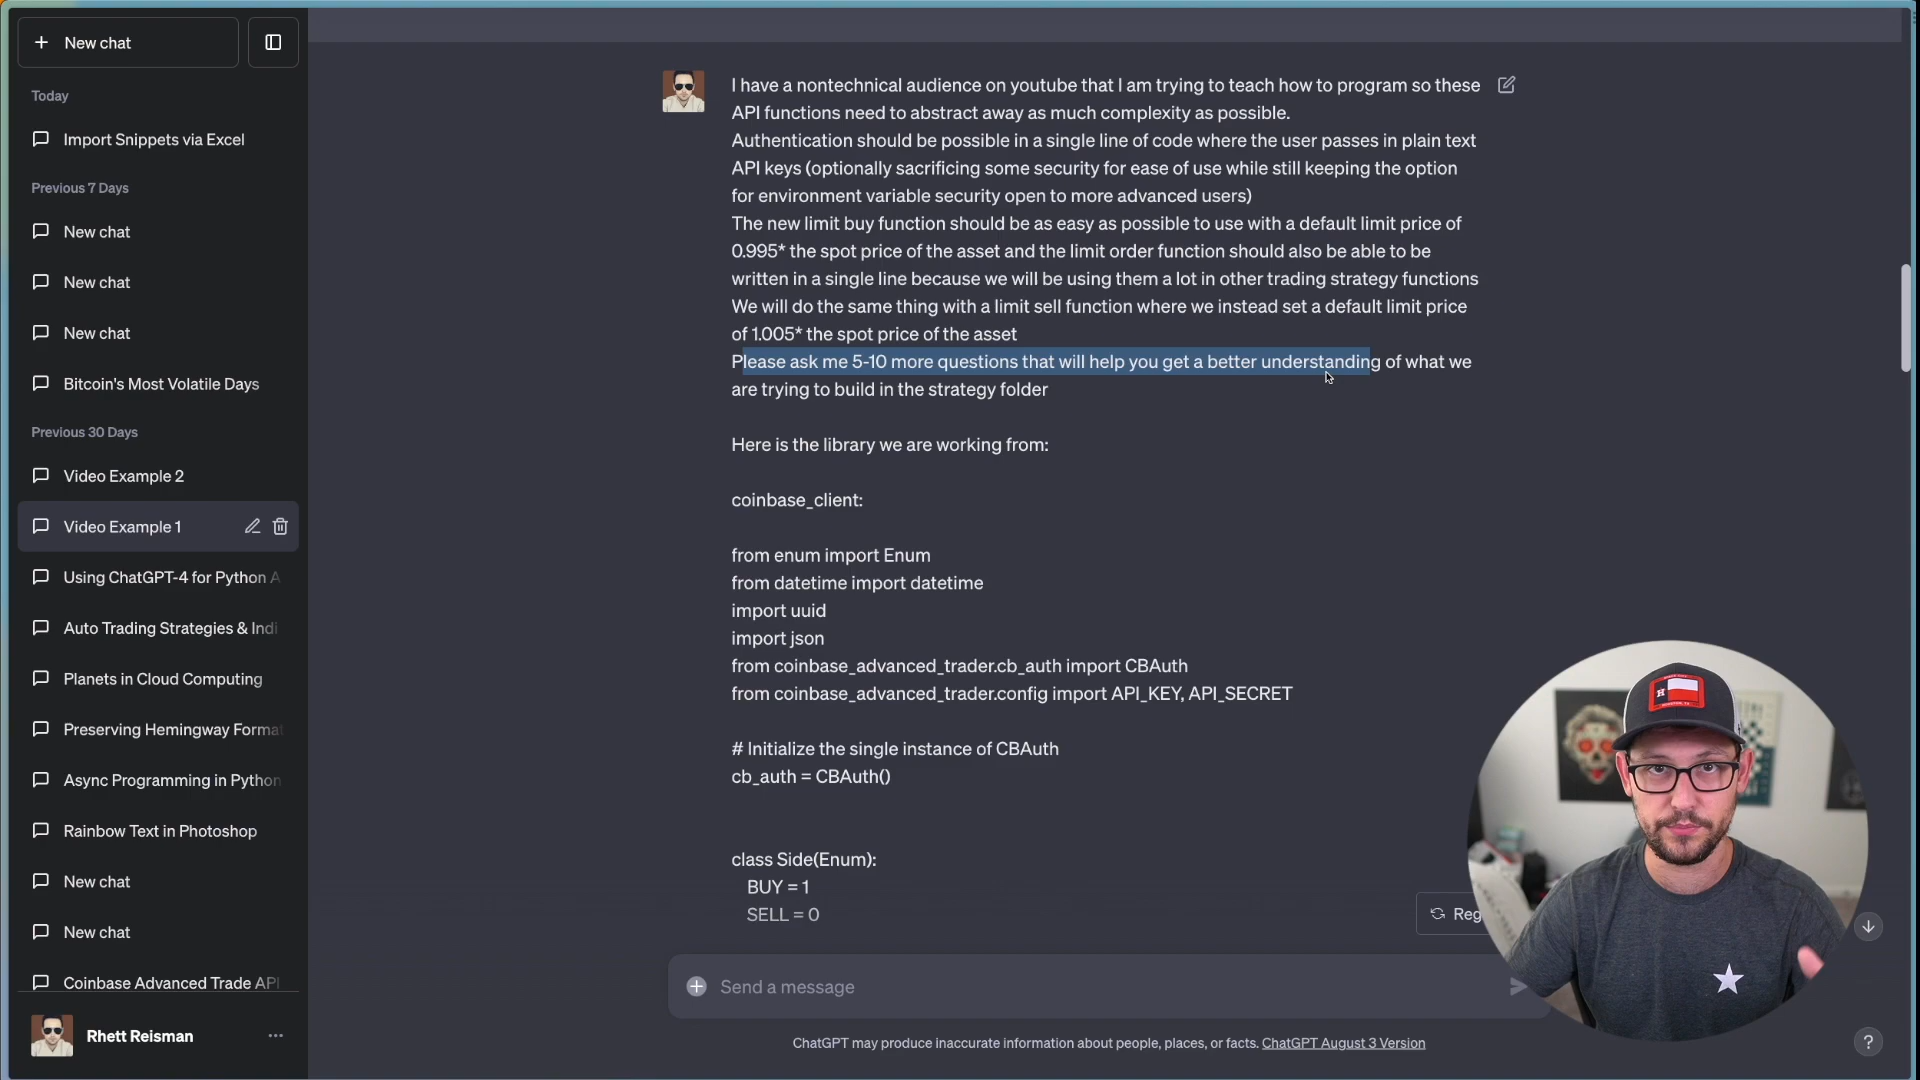 New chat
Today
Import Snippets via Excel
Previous 7 Days
New chat
New chat
New chat
Bitcoin's Most Volatile Days
Previous 30 Days
Video Example 2
Video Example 1
Using ChatGPT-4 for Python A
Auto Trading Strategies & Indi
Planets in Cloud Computing
Preserving Hemingway Format
Async Programming in Python
Rainbow Text in Photoshop
New chat
New chat
Coinbase Advanced Trade API
Rhett Reisman
I have a nontechnical audience on youtube that I am trying to teach how to program so these
API functions need to abstract away as much complexity as possible.
Authentication should be possible in a single line of code where the user passes in plain text
API keys (optionally sacrificing some security for ease of use while still keeping the option
for environment variable security open to more advanced users)
The new limit buy function should be as easy as possible to use with a default limit price of
0.995* the spot price of the asset and the limit order function should also be able to be
written in a single line because we will be using them a lot in other trading strategy functions
We will do the same thing with a limit sell function where we instead set a default limit price
of 1.005* the spot price of the asset
Please ask me 5-10 more questions that will help you get a better understanding of what we
are trying to build in the strategy folder
Here is the library we are working from:
coinbase_client:
from enum import Enum
from datetime import datetime
import uuid
import json
from coinbase_advanced_trader.cb_auth import CBAuth
from coinbase_advanced_trader.config import API_KEY, API_SECRET
# Initialize the single instance of CBAuth
cb_auth = CBAuth()
class Side(Enum):
BUY = 1
SELL = 0
Reg
Send a message
ChatGPT may produce inaccurate information about people, places, or facts. ChatGPT August 3 Version
?